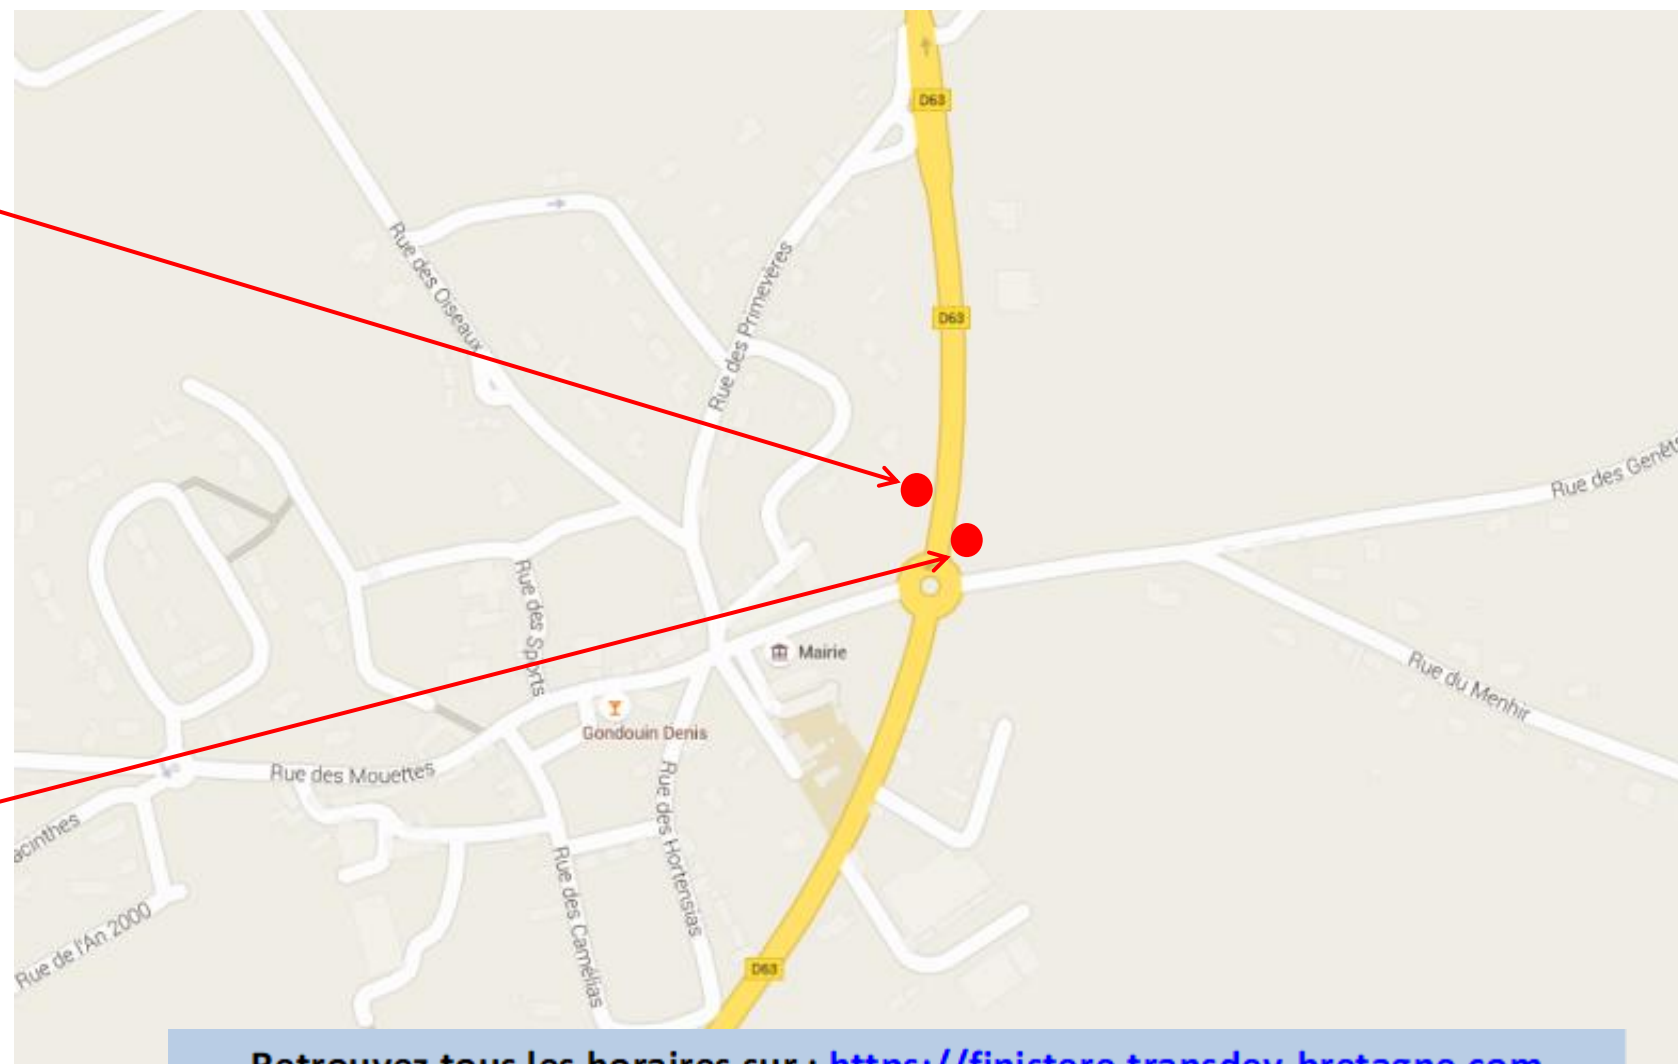 D63
Rue des Oiseaux
Rue des Primevères
D63
Rue des Genêts
Rue des Sports
Mairie
Rue du Menhir
Gondouin Denis
Rue des Mouettes
acinthes
Rue des Hortensias
Rue des Camélias
Rue de l'An 2000
D63
Retrouvez tous les horaires sur : https://finistere.transdev-bretagne.com